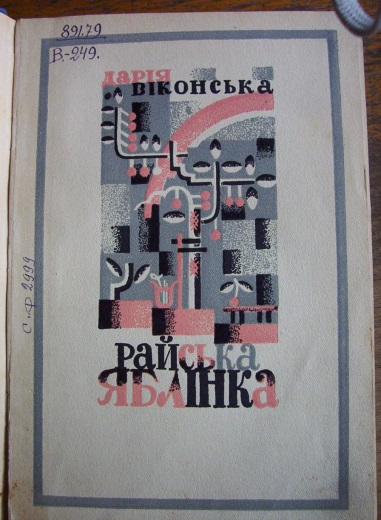 891.79
В.-249.
ДАРІЯ
ВІКОНСЬКА
С.-Ф 2999
РАЙСЬКА
ЯБЛІНКА